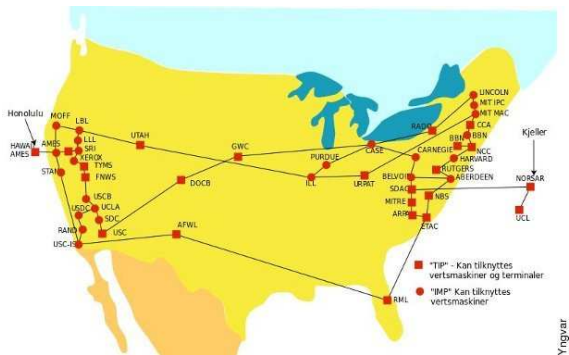 Honolulu
MOFF
LBL
LLL
HAWAII
AMES
AMES
SRI
XEROX
TYMS
STAN
FNWS
UTAH
USCB
USDC
UCLA
SDC
RAND
USC
USC-IS
DOCB
GWC
AFWL
PURDUE
ILL
CASE
URPAT
RADC
LINCOLN
MIT IPC
MIT MAC
CCA
BBN
BBN
NCC
HARVARD
CARNEGIE
RUTGERS
ABERDEEN
BELVOIR
SDAC
NBS
MITRE
ARPA
ETAC
RML
Kjeller
NORSAR
UCL
"TIP" - Kan tilknyttes
vertsmaskiner og terminaler
"IMP" Kan tilknyttes
vertsmaskiner
Yngvar